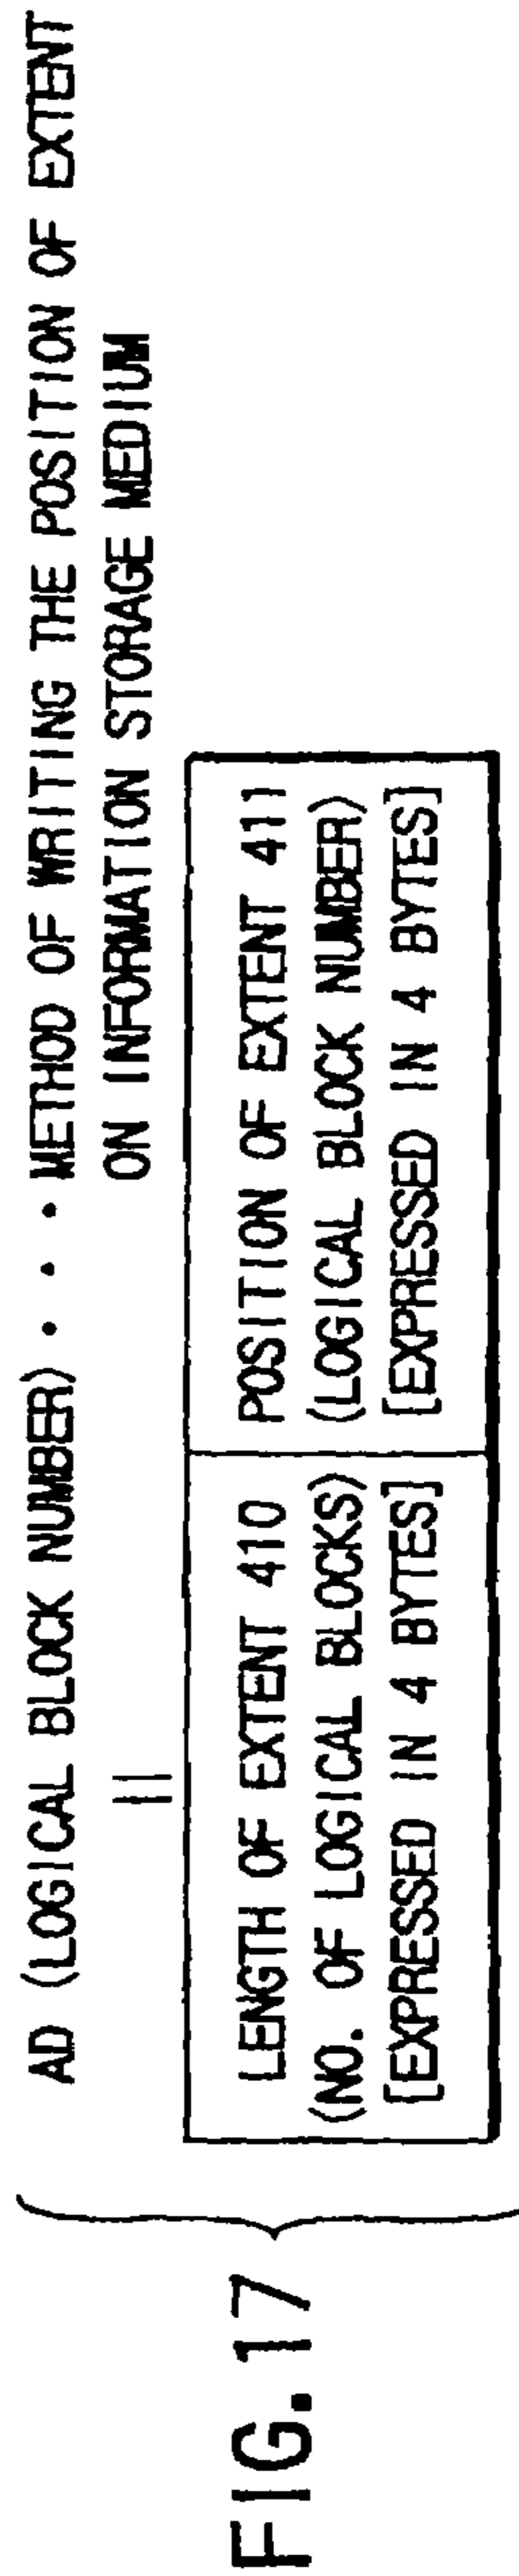 AD (LOGICAL BLOCK NUMBER) • • • METHOD OF WRITING THE POSITION OF EXTENT
ON INFORMATION STORAGE MEDIUM
||
LENGTH OF EXTENT 410
(NO. OF LOGICAL BLOCKS)
[EXPRESSED IN 4 BYTES]
POSITION OF EXTENT 411
(LOGICAL BLOCK NUMBER)
[EXPRESSED IN 4 BYTES]
FIG. 17